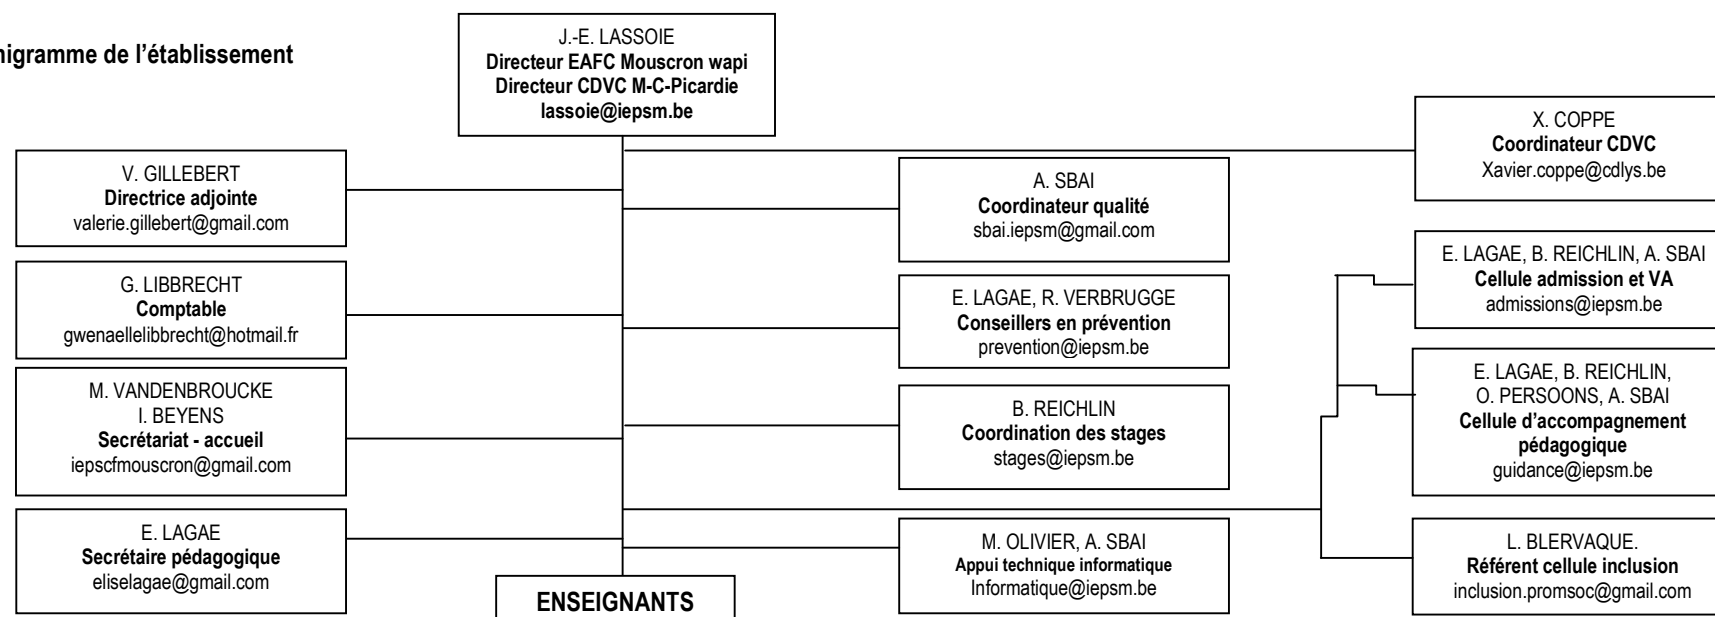 nigramme de l'établissement
J.-E. LASSOIE
Directeur EAFC Mouscron wapi
Directeur CDVC M-C-Picardie
lassoie@iepsm.be
X. COPPE
Coordinateur CDVC
Xavier.coppe@cdlys.be
V. GILLEBERT
Directrice adjointe
valerie.gillebert@gmail.com
A. SBAI
Coordinateur qualité
sbai.iepsm@gmail.com
E. LAGAE, B. REICHLIN, A. SBAI
Cellule admission et VA
admissions@iepsm.be
G. LIBBRECHT
Comptable
gwenaellelibbrecht@hotmail.fr
E. LAGAE, R. VERBRUGGE
Conseillers en prévention
prevention@iepsm.be
E. LAGAE, B. REICHLIN,
O. PERSOONS, A. SBAI
Cellule d'accompagnement
pédagogique
guidance@iepsm.be
M. VANDENBROUCKE
I. BEYENS
Secrétariat - accueil
iepscfmouscron@gmail.com
B. REICHLIN
Coordination des stages
stages@iepsm.be
E. LAGAE
Secrétaire pédagogique
eliselagae@gmail.com
M. OLIVIER, A. SBAI
Appui technique informatique
Informatique@iepsm.be
L. BLERVAQUE.
Référent cellule inclusion
inclusion.promsoc@gmail.com
ENSEIGNANTS